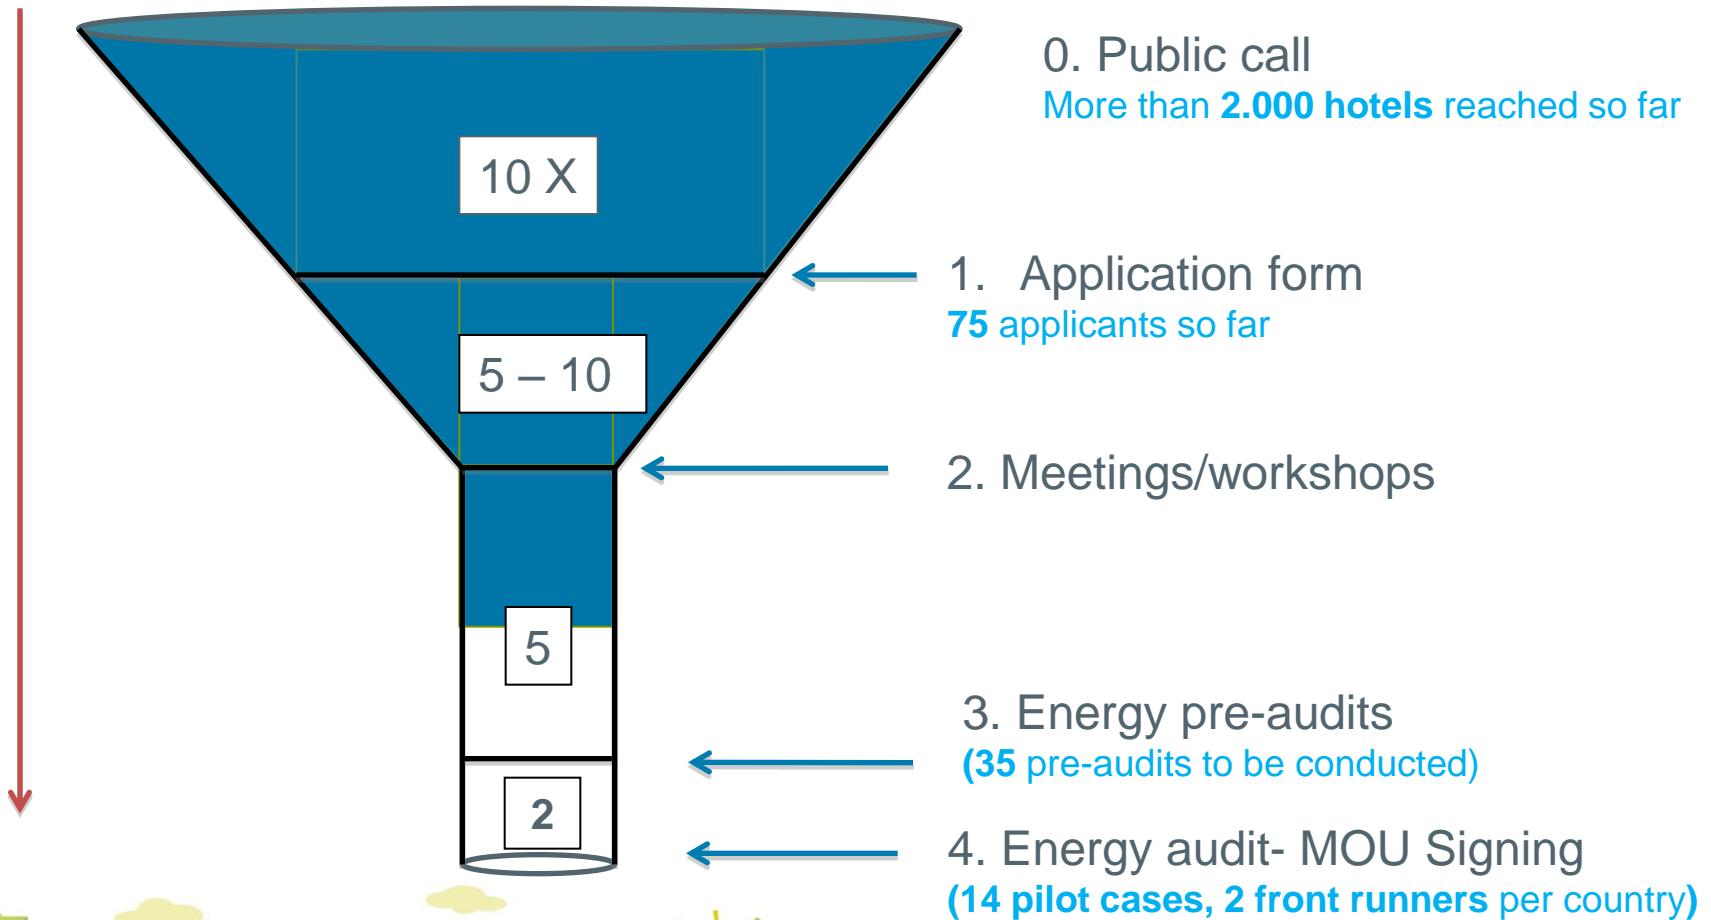 0. Public call
More than 2.000 hotels reached so far
10 X
1. Application form
75 applicants so far
5 – 10
2. Meetings/workshops
5
3. Energy pre-audits
(35 pre-audits to be conducted)
2
4. Energy audit- MOU Signing
(14 pilot cases, 2 front runners per country)